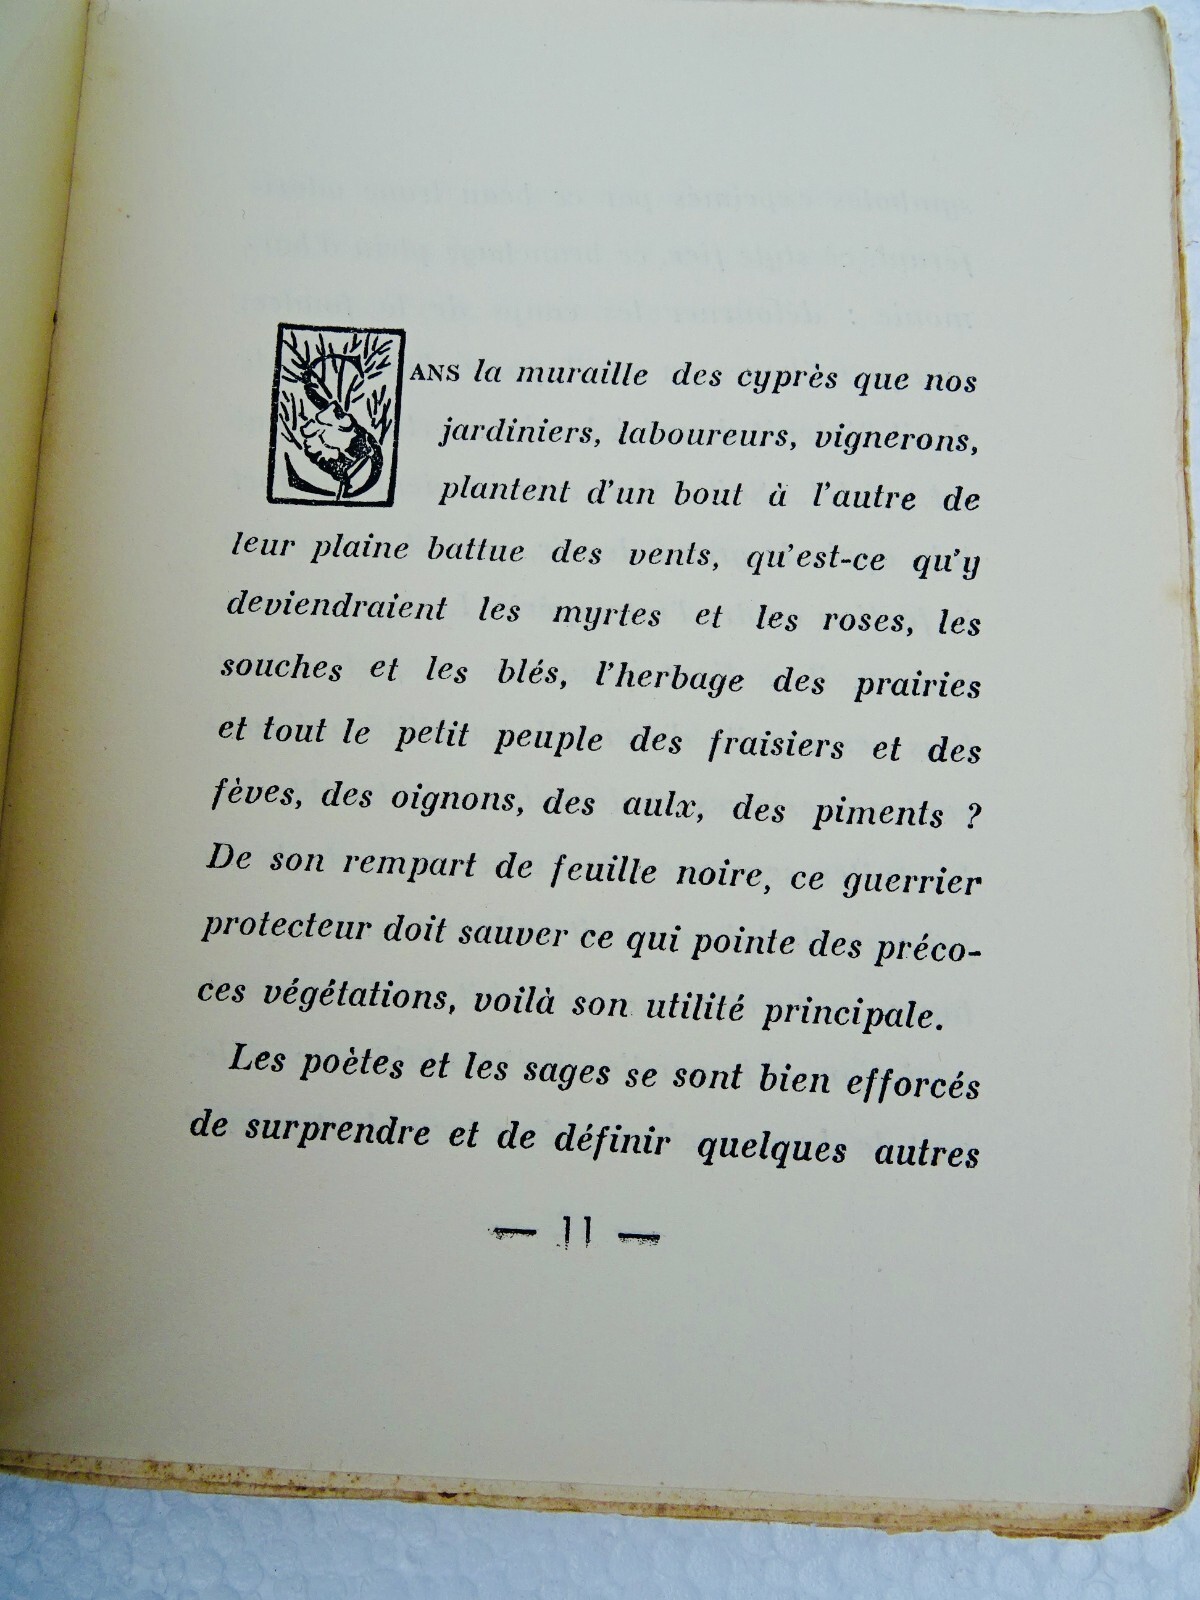 SANS la muraille des cyprès que nos
jardiniers, laboureurs, vignerons,
plantent d'un bout à l'autre de
leur plaine battue des vents, qu'est-ce qu'y
deviendraient les myrtes et les roses, les
souches et les blés, l'herbage des prairies
et tout le petit peuple des fraisiers et des
fèves, des oignons, des aulx, des piments ?
De son rempart de feuille noire, ce guerrier
protecteur doit sauver ce qui pointe des préco-
ces végétations, voilà son utilité principale.
Les poètes et les sages se sont bien efforcés
de surprendre et de définir quelques autres
— 11 —